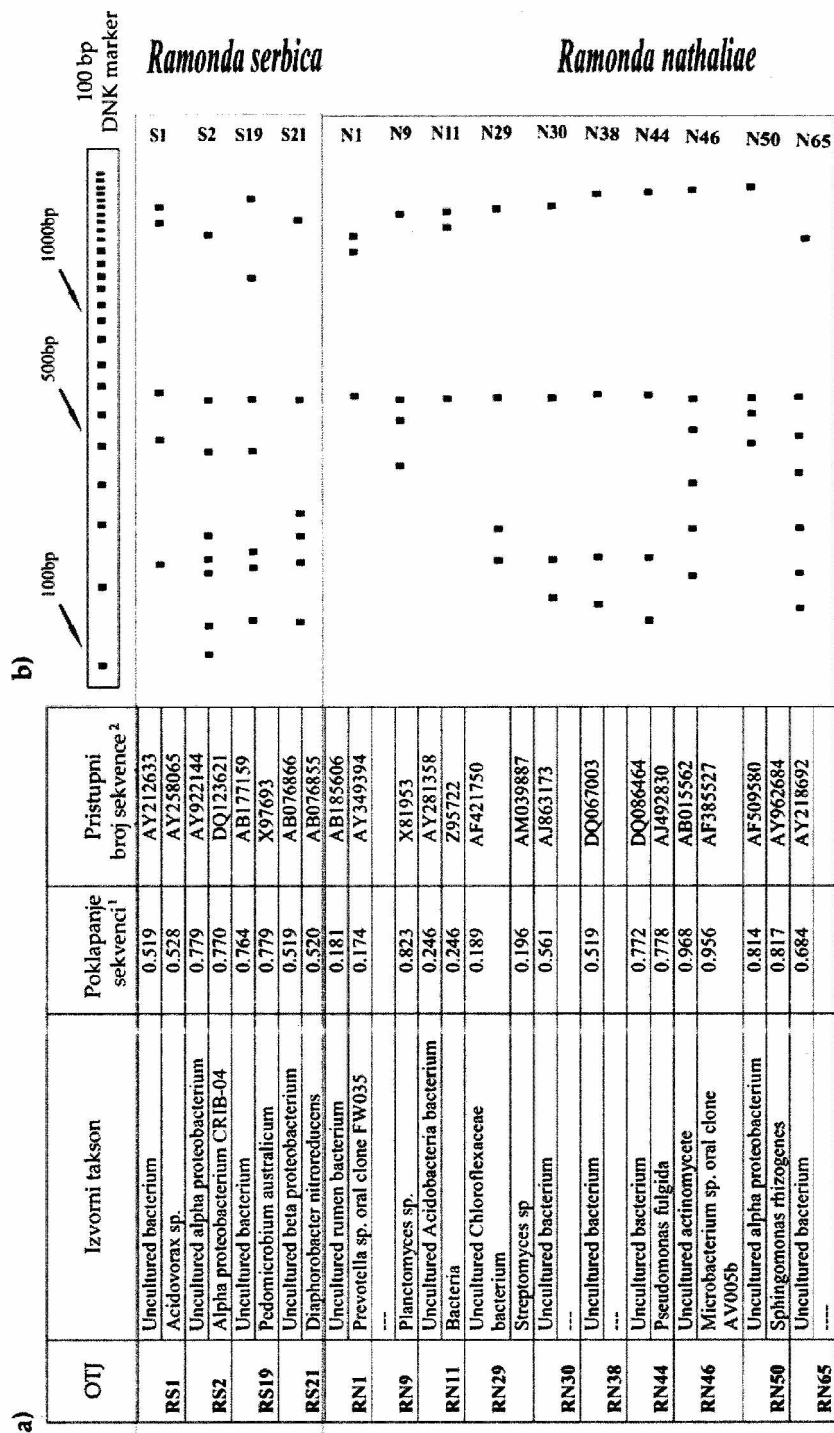 a)
OTJ | Izvorni takson | Poklapanje sekvenci¹ | Pristupni broj sekvence²
RS1 | Uncultured bacterium | 0.519 | AY212633
Acidovorax sp. | 0.528 | AY258065
RS2 | Uncultured alpha proteobacterium | 0.779 | AY922144
Alpha proteobacterium CRIB-04 | 0.770 | DQ123621
RS19 | Uncultured bacterium | 0.764 | AB177159
Pedomicrobium australicum | 0.779 | X97693
RS21 | Uncultured beta proteobacterium | 0.519 | AB076866
Diaphorobacter nitroreducens | 0.520 | AB076855
RN1 | Uncultured rumen bacterium | 0.181 | AB185606
Prevotella sp. oral clone FW035 | 0.174 | AY349394
RN9 | ---
Planctomyces sp. | 0.823 | X81953
RN11 | Uncultured Acidobacteria bacterium | 0.246 | AY281358
Bacteria | 0.246 | Z95722
RN29 | Uncultured Chloroflexaceae bacterium | 0.189 | AF421750
Streptomyces sp | 0.196 | AM039887
RN30 | Uncultured bacterium | 0.561 | AJ863173
---
RN38 | Uncultured bacterium | 0.519 | DQ067003
---
RN44 | Uncultured bacterium | 0.772 | DQ086464
Pseudomonas fulgida | 0.778 | AJ492830
RN46 | Uncultured actinomycete | 0.968 | AB015562
Microbacterium sp. oral clone AV005b | 0.956 | AF385527
RN50 | Uncultured alpha proteobacterium | 0.814 | AF509580
Sphingomonas rhizogenes | 0.817 | AY962684
RN65 | Uncultured bacterium | 0.684 | AY218692
----
b)
100bp
500bp
1000bp
100 bp
DNK marker
S1
S2
S19
S21
Ramonda serbica
N1
N9
N11
N29
N30
N38
N44
N46
N50
N65
Ramonda nathaliae